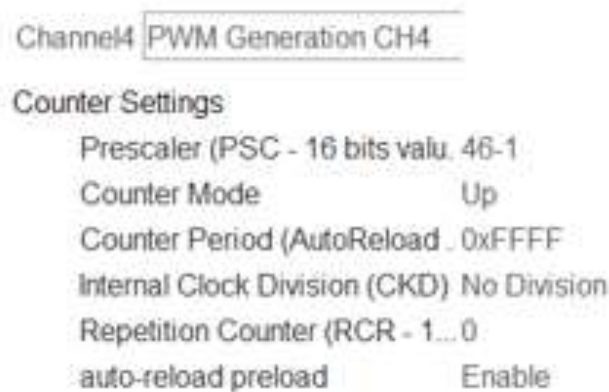 Channel4 PWM Generation CH4
Counter Settings
Prescaler (PSC - 16 bits valu. 46-1
Counter Mode Up
Counter Period (AutoReload . 0xFFFF
Internal Clock Division (CKD) No Division
Repetition Counter (RCR - 1... 0
auto-reload preload Enable